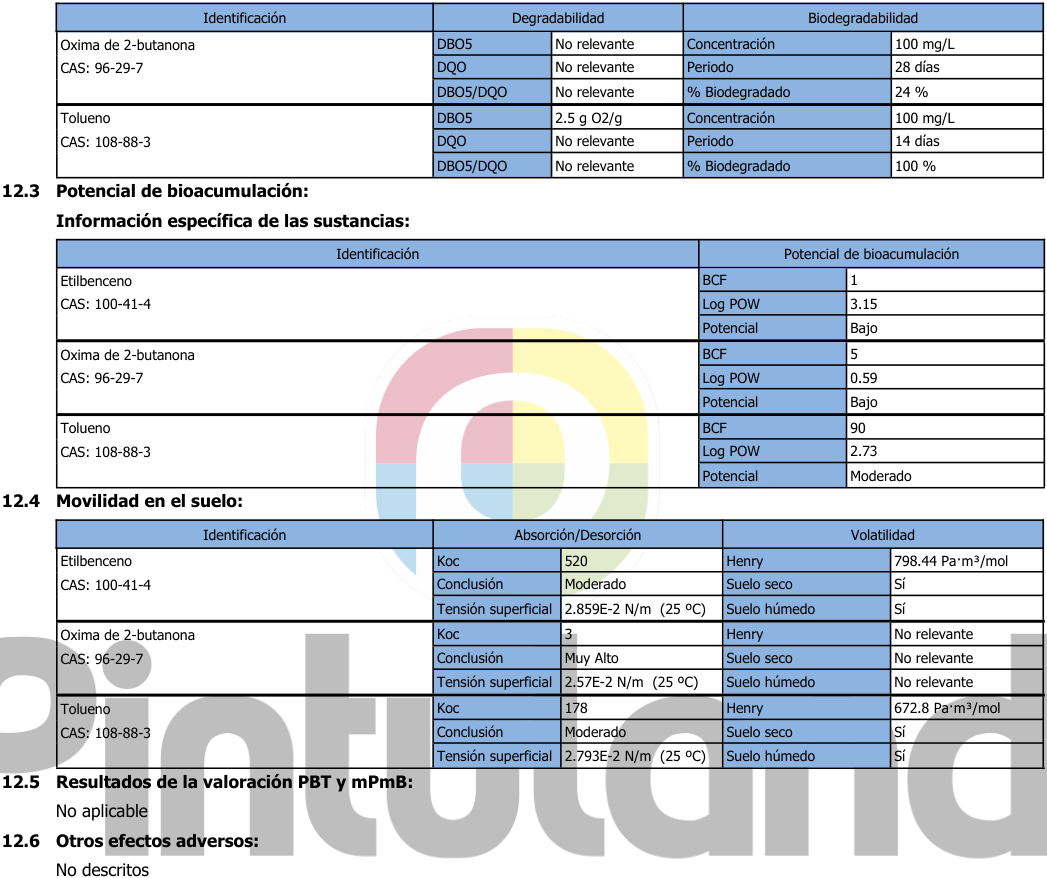 Identificación Degradabilidad Biodegradabilidad
Oxima de 2-butanona DBO5 No relevante Concentración 100 mg/L
CAS: 96-29-7 DQO No relevante Periodo 28 días
DBO5/DQO No relevante % Biodegradado 24 %
Tolueno DBO5 2.5 g O2/g Concentración 100 mg/L
CAS: 108-88-3 DQO No relevante Periodo 14 días
DBO5/DQO No relevante % Biodegradado 100 %
12.3 Potencial de bioacumulación:
Información específica de las sustancias:
Identificación Potencial de bioacumulación
Etilbenceno BCF 1
CAS: 100-41-4 Log POW 3.15
Potencial Bajo
Oxima de 2-butanona BCF 5
CAS: 96-29-7 Log POW 0.59
Potencial Bajo
Tolueno BCF 90
CAS: 108-88-3 Log POW 2.73
Potencial Moderado
12.4 Movilidad en el suelo:
Identificación Absorción/Desorción Volatilidad
Etilbenceno Koc 520 Henry 798.44 Pa·m³/mol
CAS: 100-41-4 Conclusión Moderado Suelo seco Sí
Tensión superficial 2.859E-2 N/m (25 ºC) Suelo húmedo Sí
Oxima de 2-butanona Koc 3 Henry No relevante
CAS: 96-29-7 Conclusión Muy Alto Suelo seco No relevante
Tensión superficial 2.57E-2 N/m (25 ºC) Suelo húmedo No relevante
Tolueno Koc 178 Henry 672.8 Pa·m³/mol
CAS: 108-88-3 Conclusión Moderado Suelo seco Sí
Tensión superficial 2.793E-2 N/m (25 ºC) Suelo húmedo Sí
Pintuland
12.5 Resultados de la valoración PBT y mPmB:
No aplicable
12.6 Otros efectos adversos:
No descritos